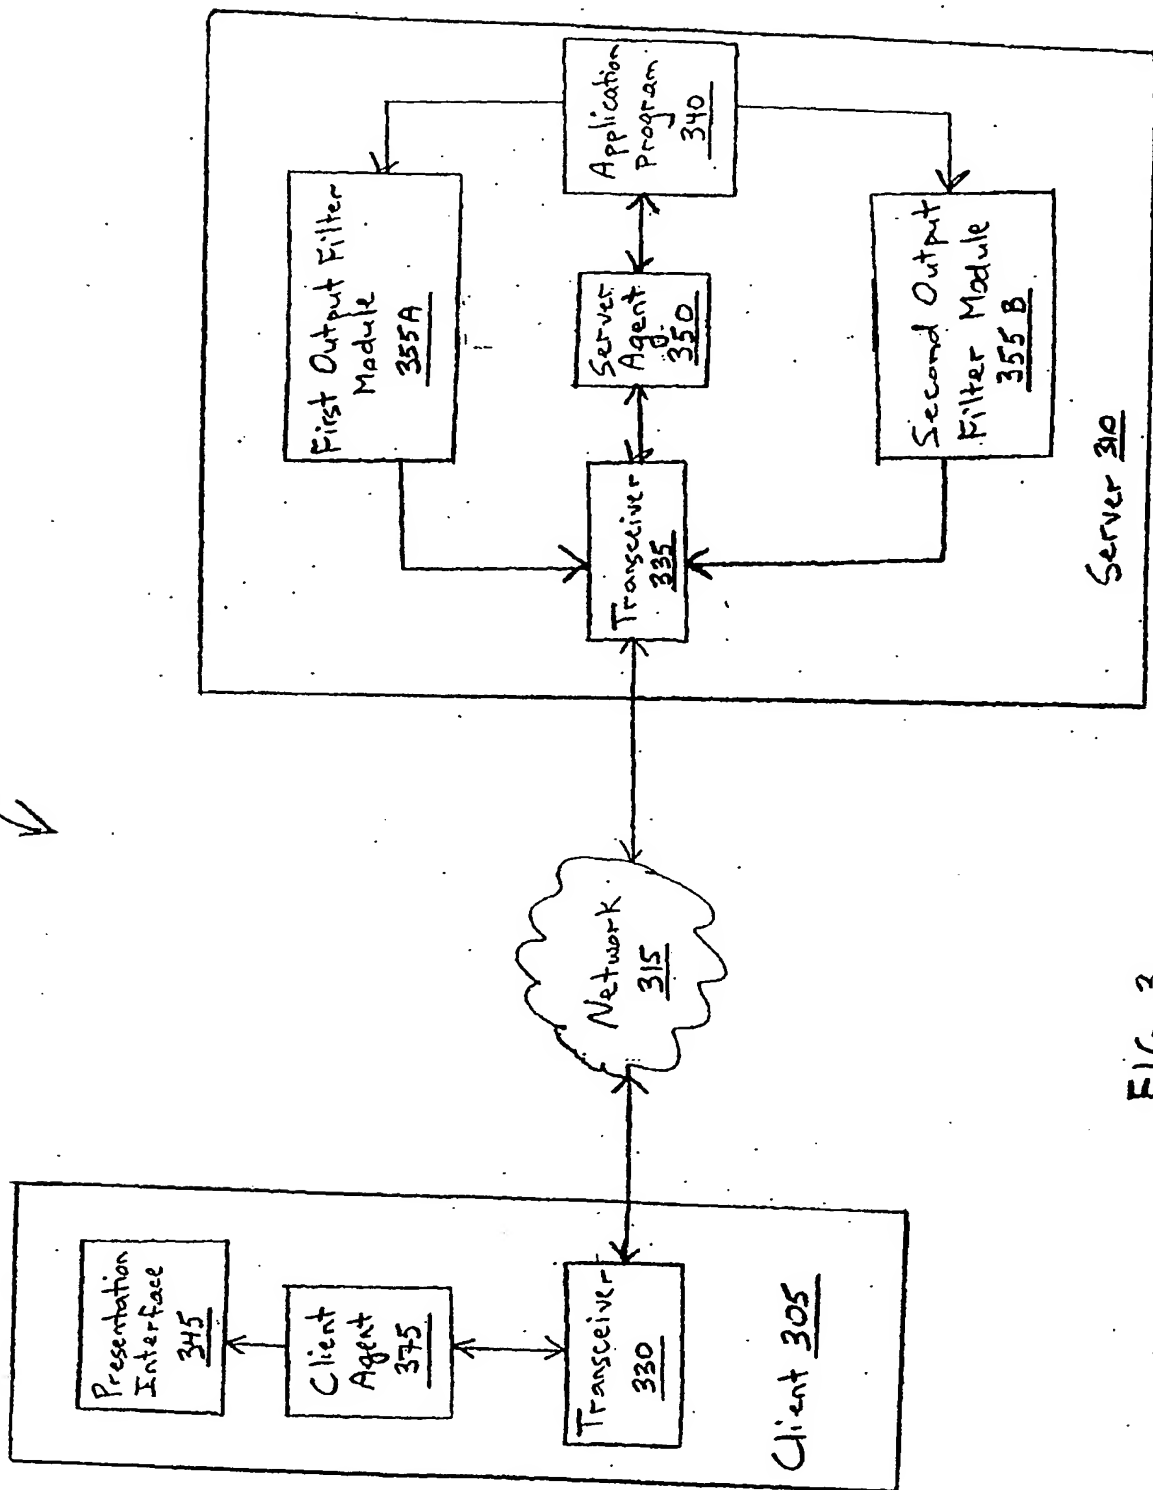 Presentation
Interface
345
Client
Agent
375
Transceiver
330
Client 305
Network
315
First Output Filter
Module
355A
Application
Program
340
Server
Agent
350
Transceiver
335
Second Output
Filter Module
355B
Server 310